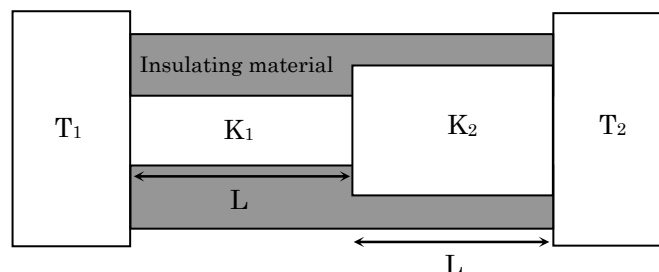 Insulating material
T₁
K₁
K₂
T₂
L
L